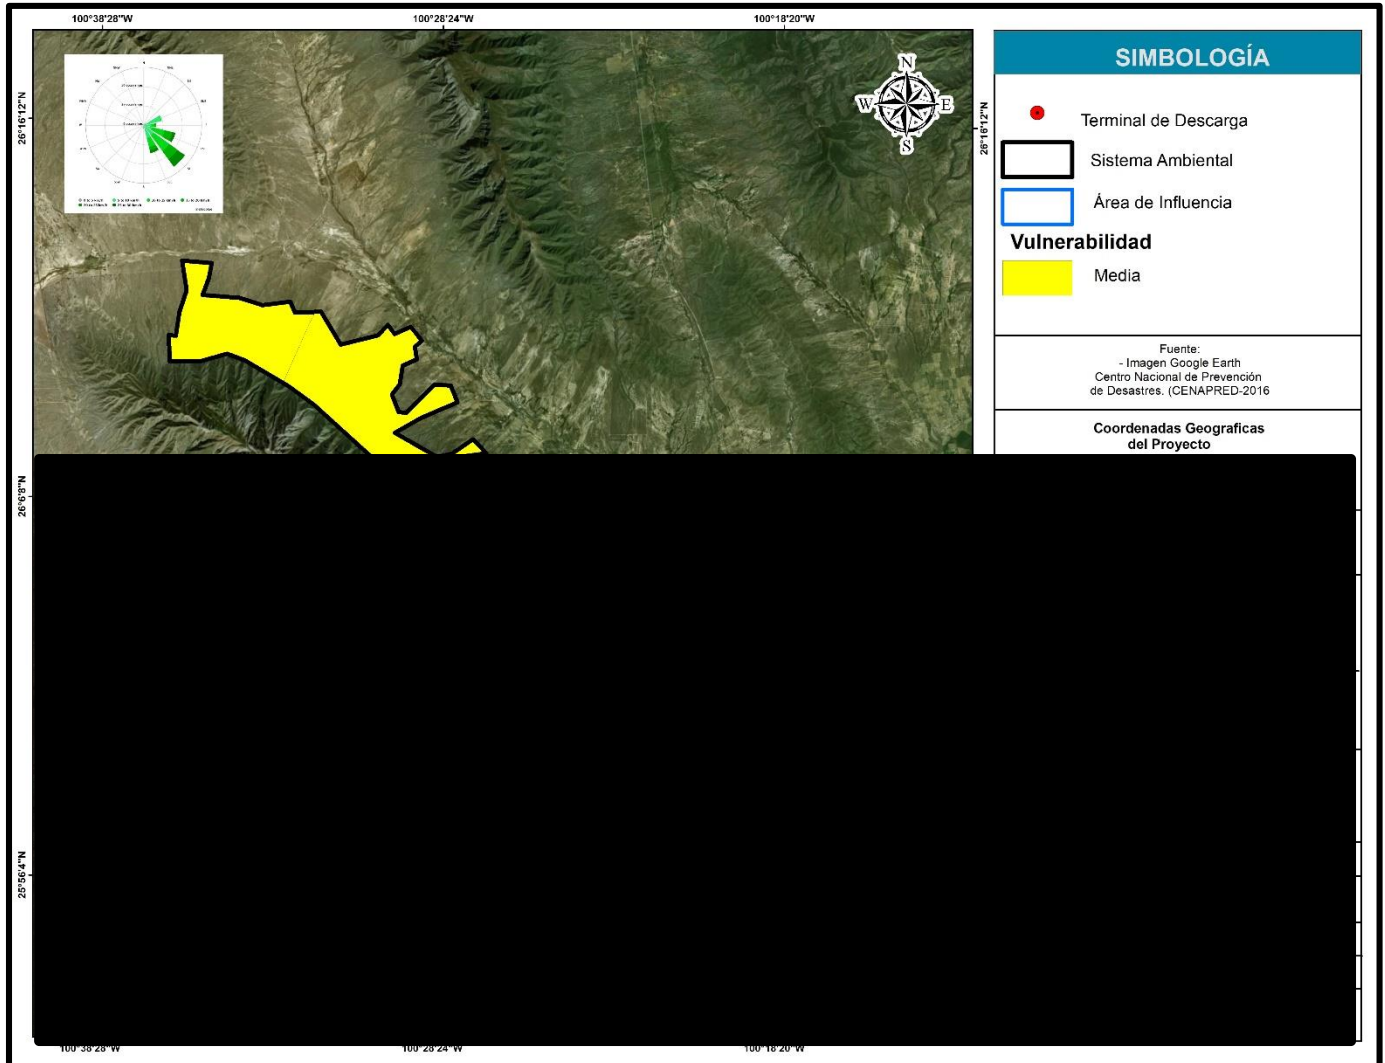 100°38'28"W
100°28'24"W
100°18'20"W
26°16'12"N
26°16'12"N
N
W
E
S
SIMBOLOGÍA
Terminal de Descarga
Sistema Ambiental
Área de Influencia
Vulnerabilidad
Media
Fuente:
- Imagen Google Earth
Centro Nacional de Prevención
de Desastres. (CENAPRED-2016
Coordenadas Geograficas
del Proyecto
26°6'8"N
25°56'4"N
100°38'28"W
100°28'24"W
100°18'20"W